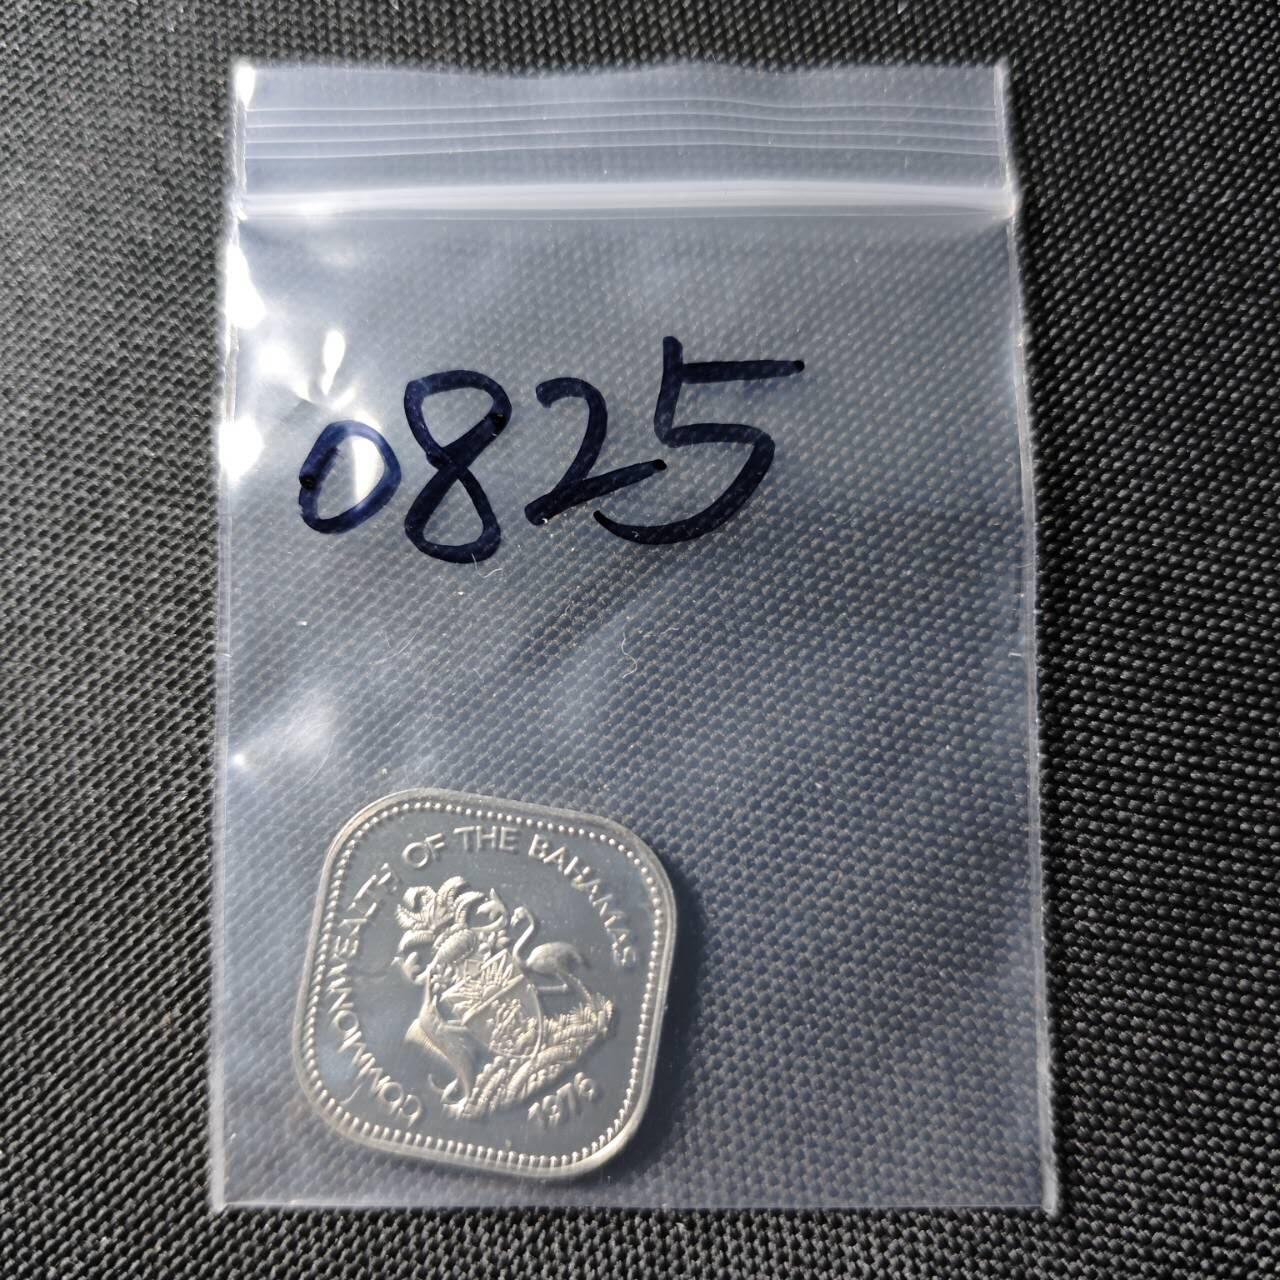 0825
COMMONWEALTH OF THE BAHAMAS
1976